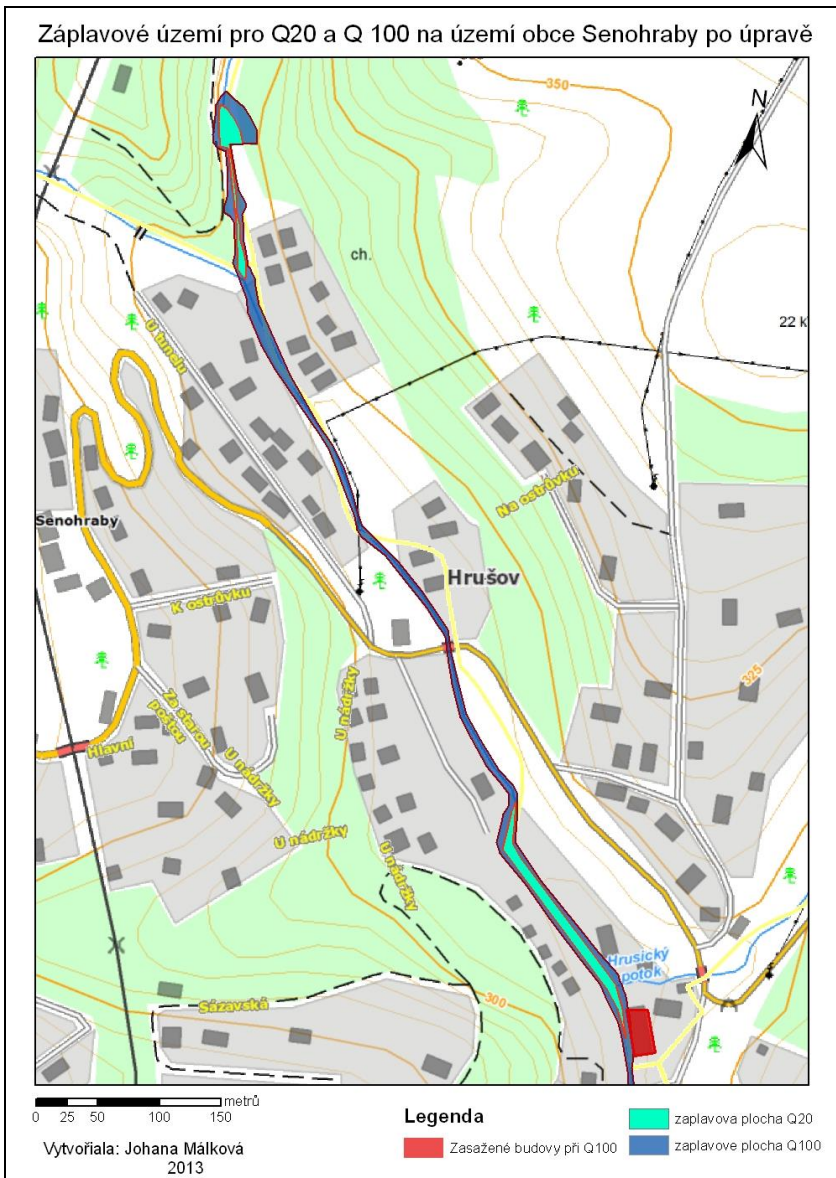 Záplavové území pro Q20 a Q 100 na území obce Senohraby po úpravě
350
N
ch.
22 k
U tunelu
Na ostrůvku
Senohraby
Hrušov
K ostrůvku
325
Za starou
poštou
U nádržky
U nádržky
Hlavní
U nádržky
U nádržky
Hrusický
potok
300
Sázavská
0 25 50 100 150 metrů
Vytvořiala: Johana Málková
2013
Legenda
Zasažené budovy při Q100
zaplavova plocha Q20
zaplavove plocha Q100